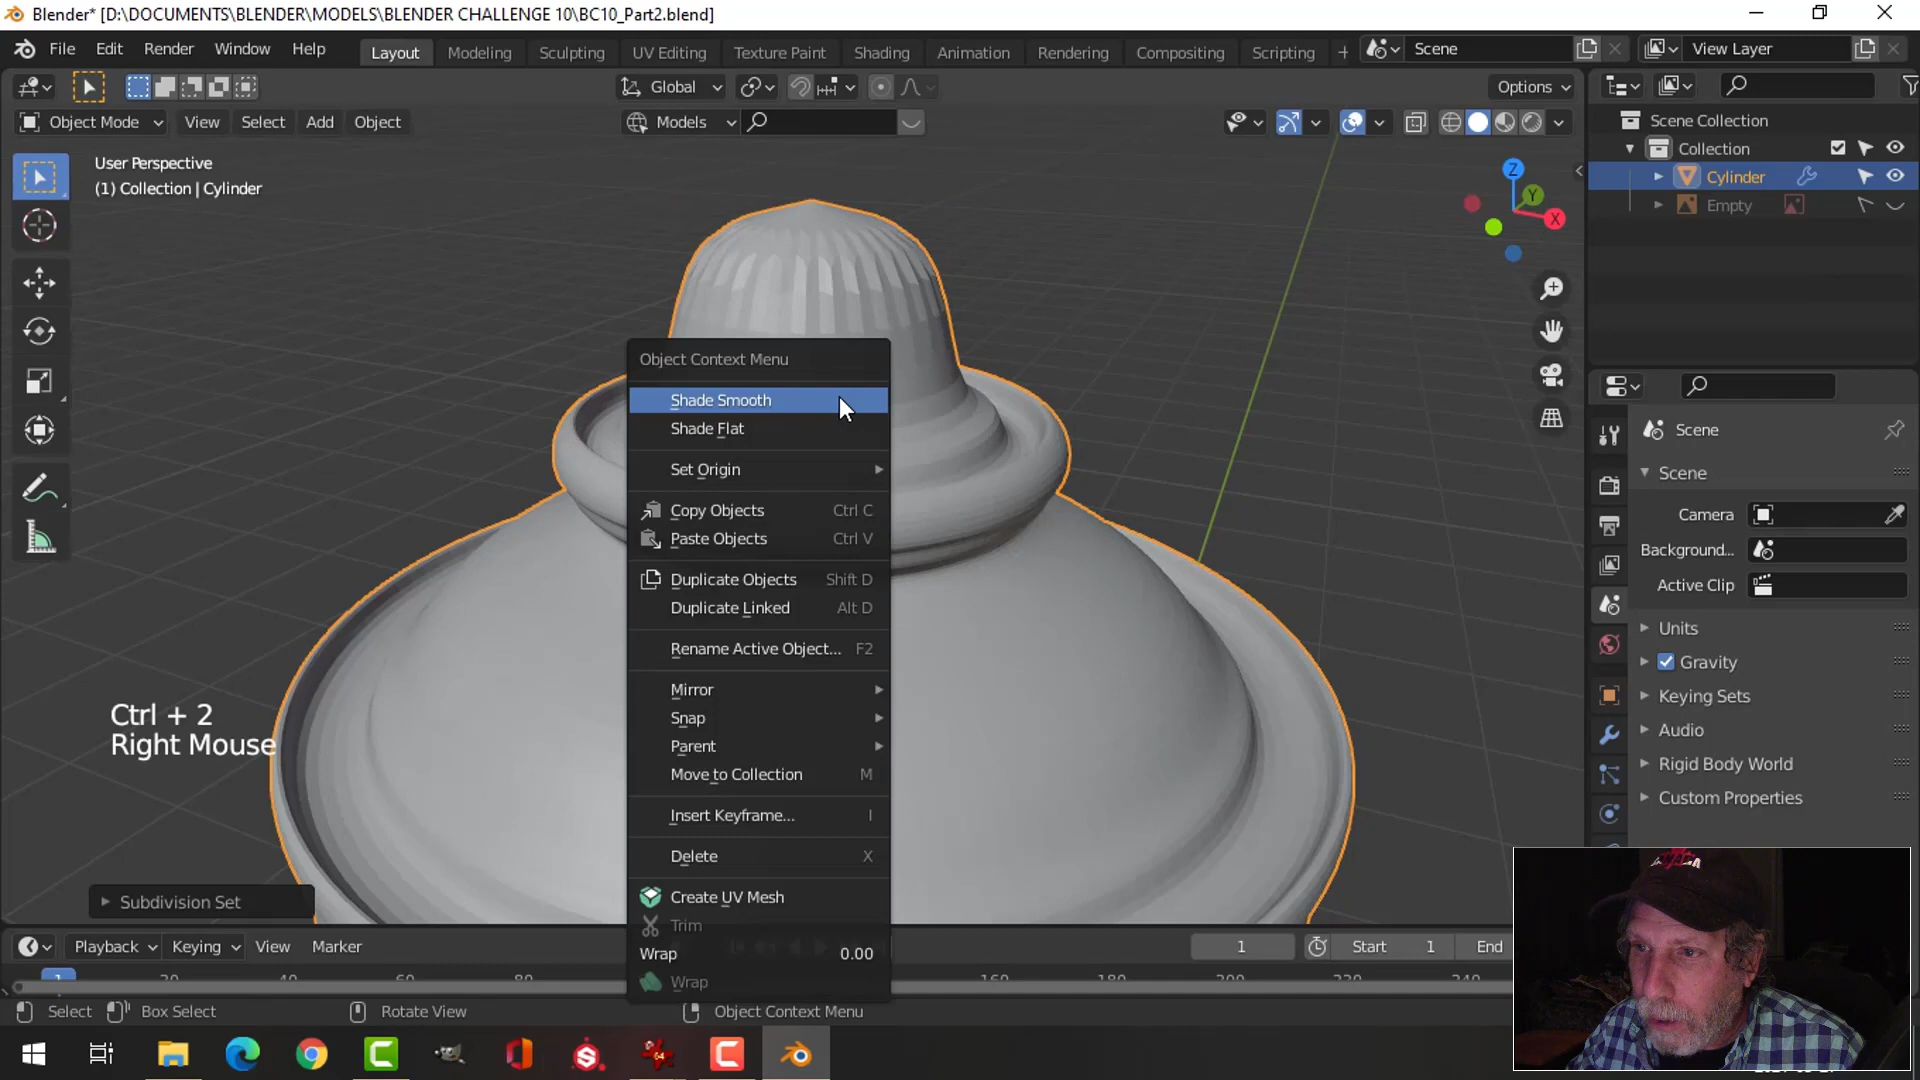 Blender* [D:\DOCUMENTS\BLENDER\MODELS\BLENDER CHALLENGE 10\BC10_Part2.blend]
File Edit Render Window Help
Layout Modeling Sculpting UV Editing Texture Paint Shading Animation Rendering Compositing Scripting +
Scene
View Layer
Global
Options
Object Mode View Select Add Object
Models
User Perspective
(1) Collection | Cylinder
Z
Y
X
Scene Collection
Collection
Cylinder
Empty
Object Context Menu
Shade Smooth
Shade Flat
Set Origin
Copy Objects Ctrl C
Paste Objects Ctrl V
Duplicate Objects Shift D
Duplicate Linked Alt D
Rename Active Object... F2
Mirror
Snap
Parent
Move to Collection M
Insert Keyframe... I
Delete X
Create UV Mesh
Trim
Wrap 0.00
Wrap
Scene
Scene
Camera
Background...
Active Clip
Units
Gravity
Keying Sets
Audio
Rigid Body World
Custom Properties
Ctrl + 2
Right Mouse
Subdivision Set
Playback Keying View Marker
1
Start 1
End
Select Box Select Rotate View Object Context Menu